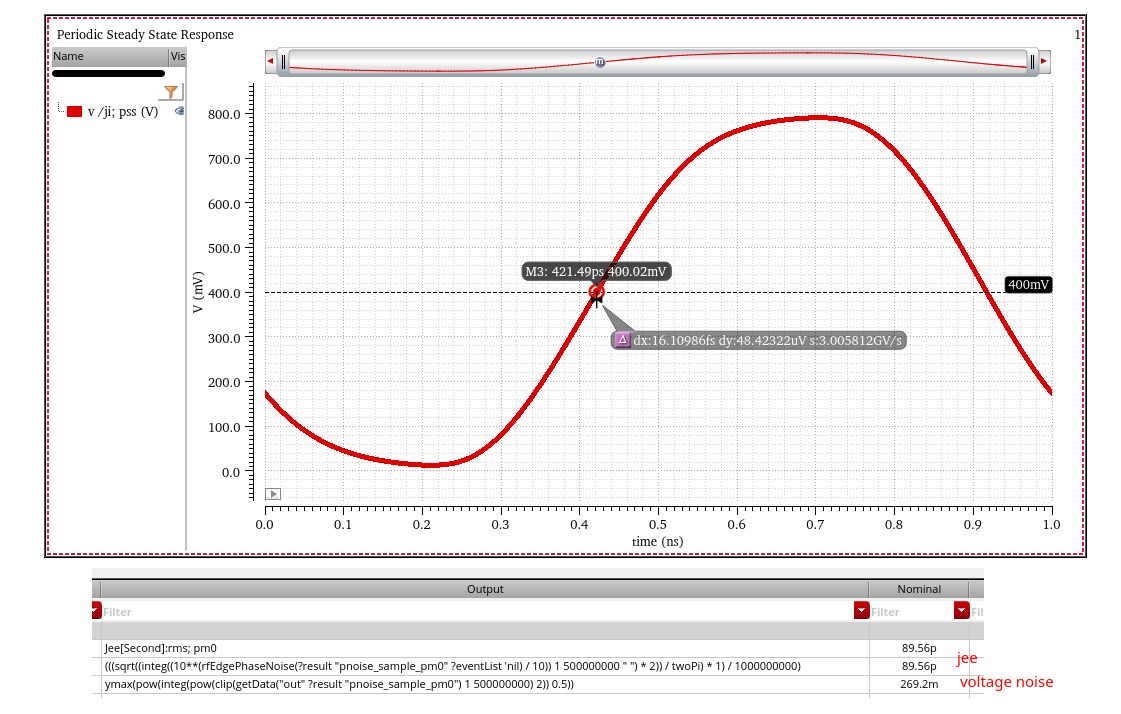 Periodic Steady State Response
1
Name
Vis
v /ji; pss (V)
800.0
700.0
600.0
500.0
400.0
300.0
200.0
100.0
0.0
V (mV)
M3: 421.49ps 400.02mV
400mV
dx:16.10986fs dy:48.42322uV s:3.005812GV/s
0.0 0.1 0.2 0.3 0.4 0.5 0.6 0.7 0.8 0.9 1.0
time (ns)
Output Nominal
Filter Filter Fil
Jee[Second]:rms; pm0 89.56p
(((sqrt((integ((10**(rfEdgePhaseNoise(?result "pnoise_sample_pm0" ?eventList 'nil) / 10)) 1 500000000 " ") * 2)) / twoPi) * 1) / 1000000000) 89.56p
jee
ymax(pow(integ(pow(clip(getData("out" ?result "pnoise_sample_pm0") 1 500000000) 2)) 0.5)) 269.2m
voltage noise